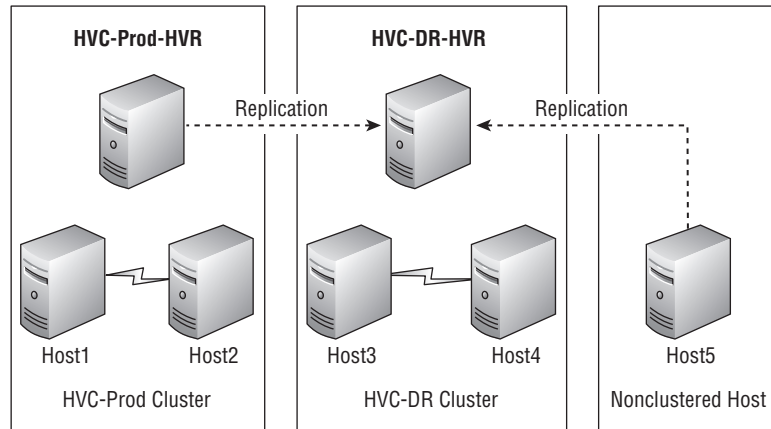 HVC-Prod-HVR
HVC-DR-HVR
Replication
Replication
Host1
Host2
Host3
Host4
Host5
HVC-Prod Cluster
HVC-DR Cluster
Nonclustered Host